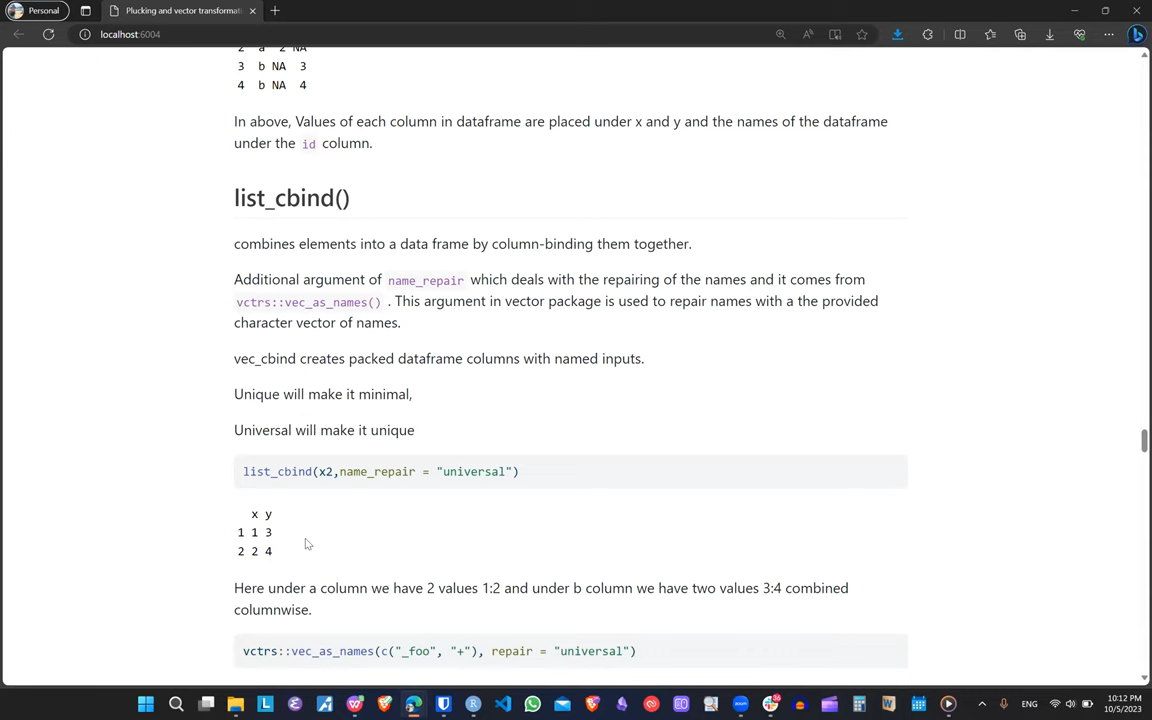 Personal
Plucking and vector transformati
localhost:6004
2 a 2 NA
3 b NA 3
4 b NA 4
In above, Values of each column in dataframe are placed under x and y and the names of the dataframe
under the id column.
list_cbind()
combines elements into a data frame by column-binding them together.
Additional argument of name_repair which deals with the repairing of the names and it comes from
vctrs::vec_as_names() . This argument in vector package is used to repair names with a the provided
character vector of names.
vec_cbind creates packed dataframe columns with named inputs.
Unique will make it minimal,
Universal will make it unique
list_cbind(x2,name_repair = "universal")
x y
1 1 3
2 2 4
Here under a column we have 2 values 1:2 and under b column we have two values 3:4 combined
columnwise.
vctrs::vec_as_names(c("_foo", "+"), repair = "universal")
ENG
10:12 PM
10/5/2023